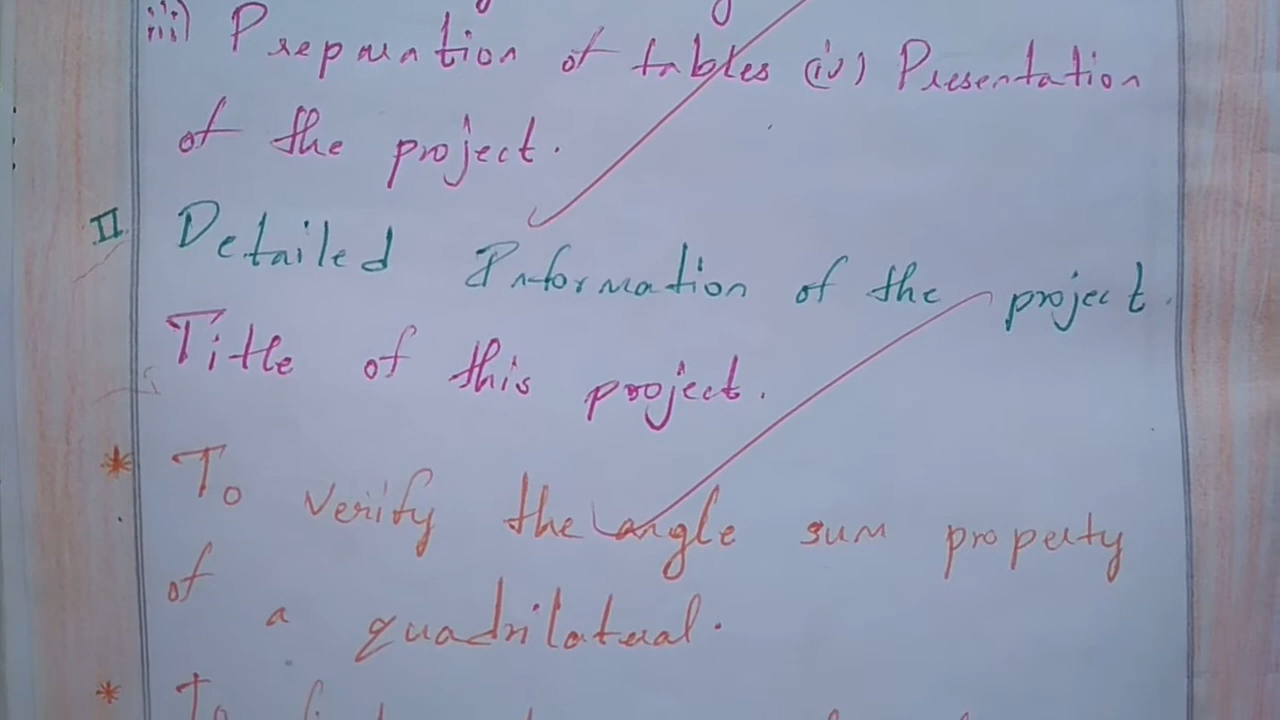 iii) Preparation of tables (iv) Presentation
of the project.
II Detailed Information of the project.
Title of this project.
* To verify the angle sum property
of a quadrilateral.
* To